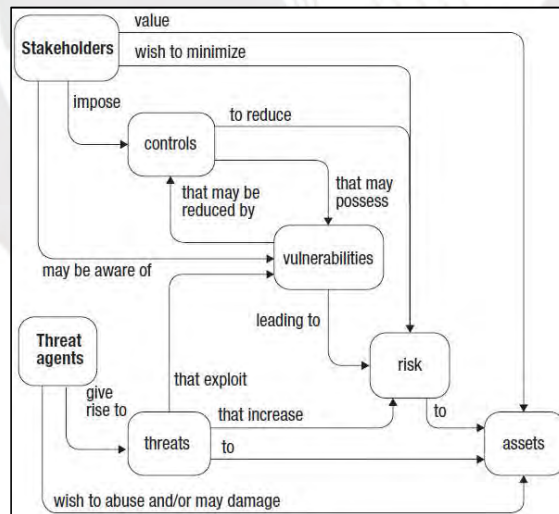 value
Stakeholders
wish to minimize
impose
to reduce
controls
that may be
reduced by
that may
possess
may be aware of
vulnerabilities
leading to
Threat
agents
risk
give
rise to
that exploit
that increase
to
threats
to
assets
wish to abuse and/or may damage